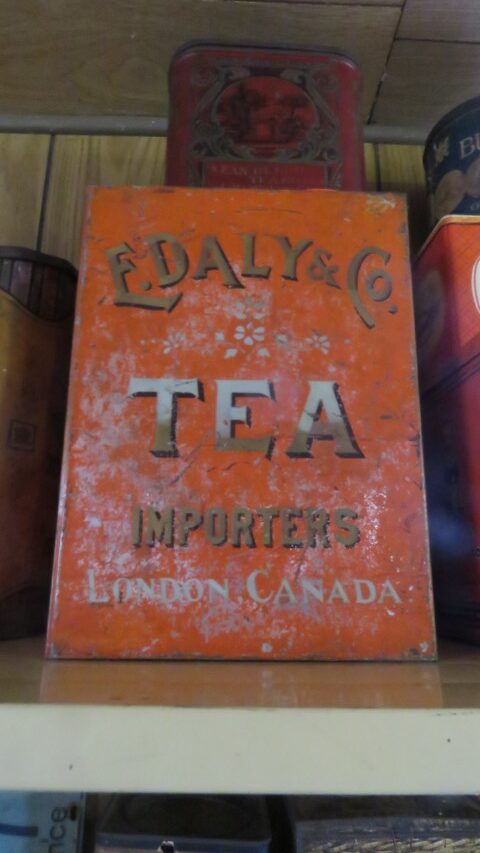 E. DALY & CO.
TEA
IMPORTERS
LONDON CANADA